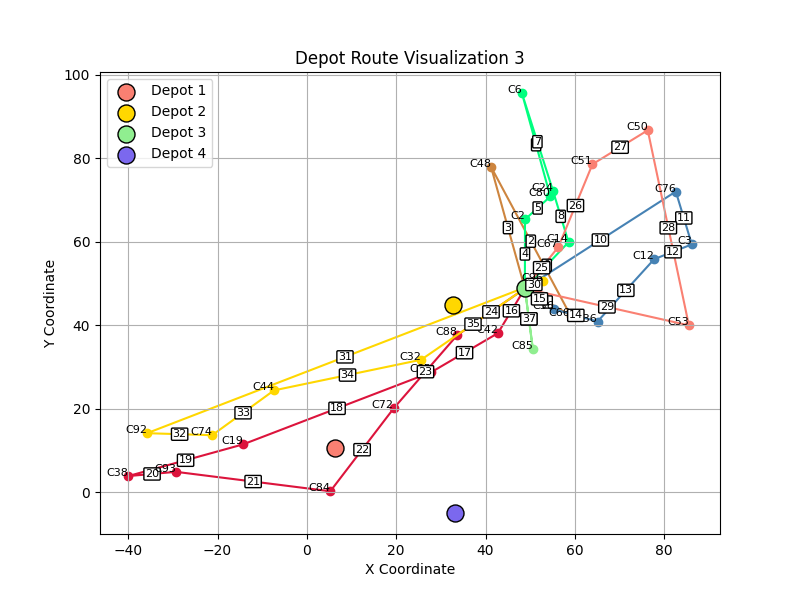 Depot Route Visualization 3
Depot 1
Depot 2
Depot 3
Depot 4
Y Coordinate
100
80
60
40
20
0
−40
−20
0
20
40
60
80
X Coordinate
C6
7
C50
C51
27
C48
C24
C80
C76
5
26
C2
8
11
3
28
2
C67
C14
10
C3
4
12
C12
25
30
13
15
29
24
16
14
37
C53
35
C88
C42
C85
31
C32
17
23
34
C44
C72
18
33
C92
32
C74
C19
22
19
C38
20
C93
21
C84